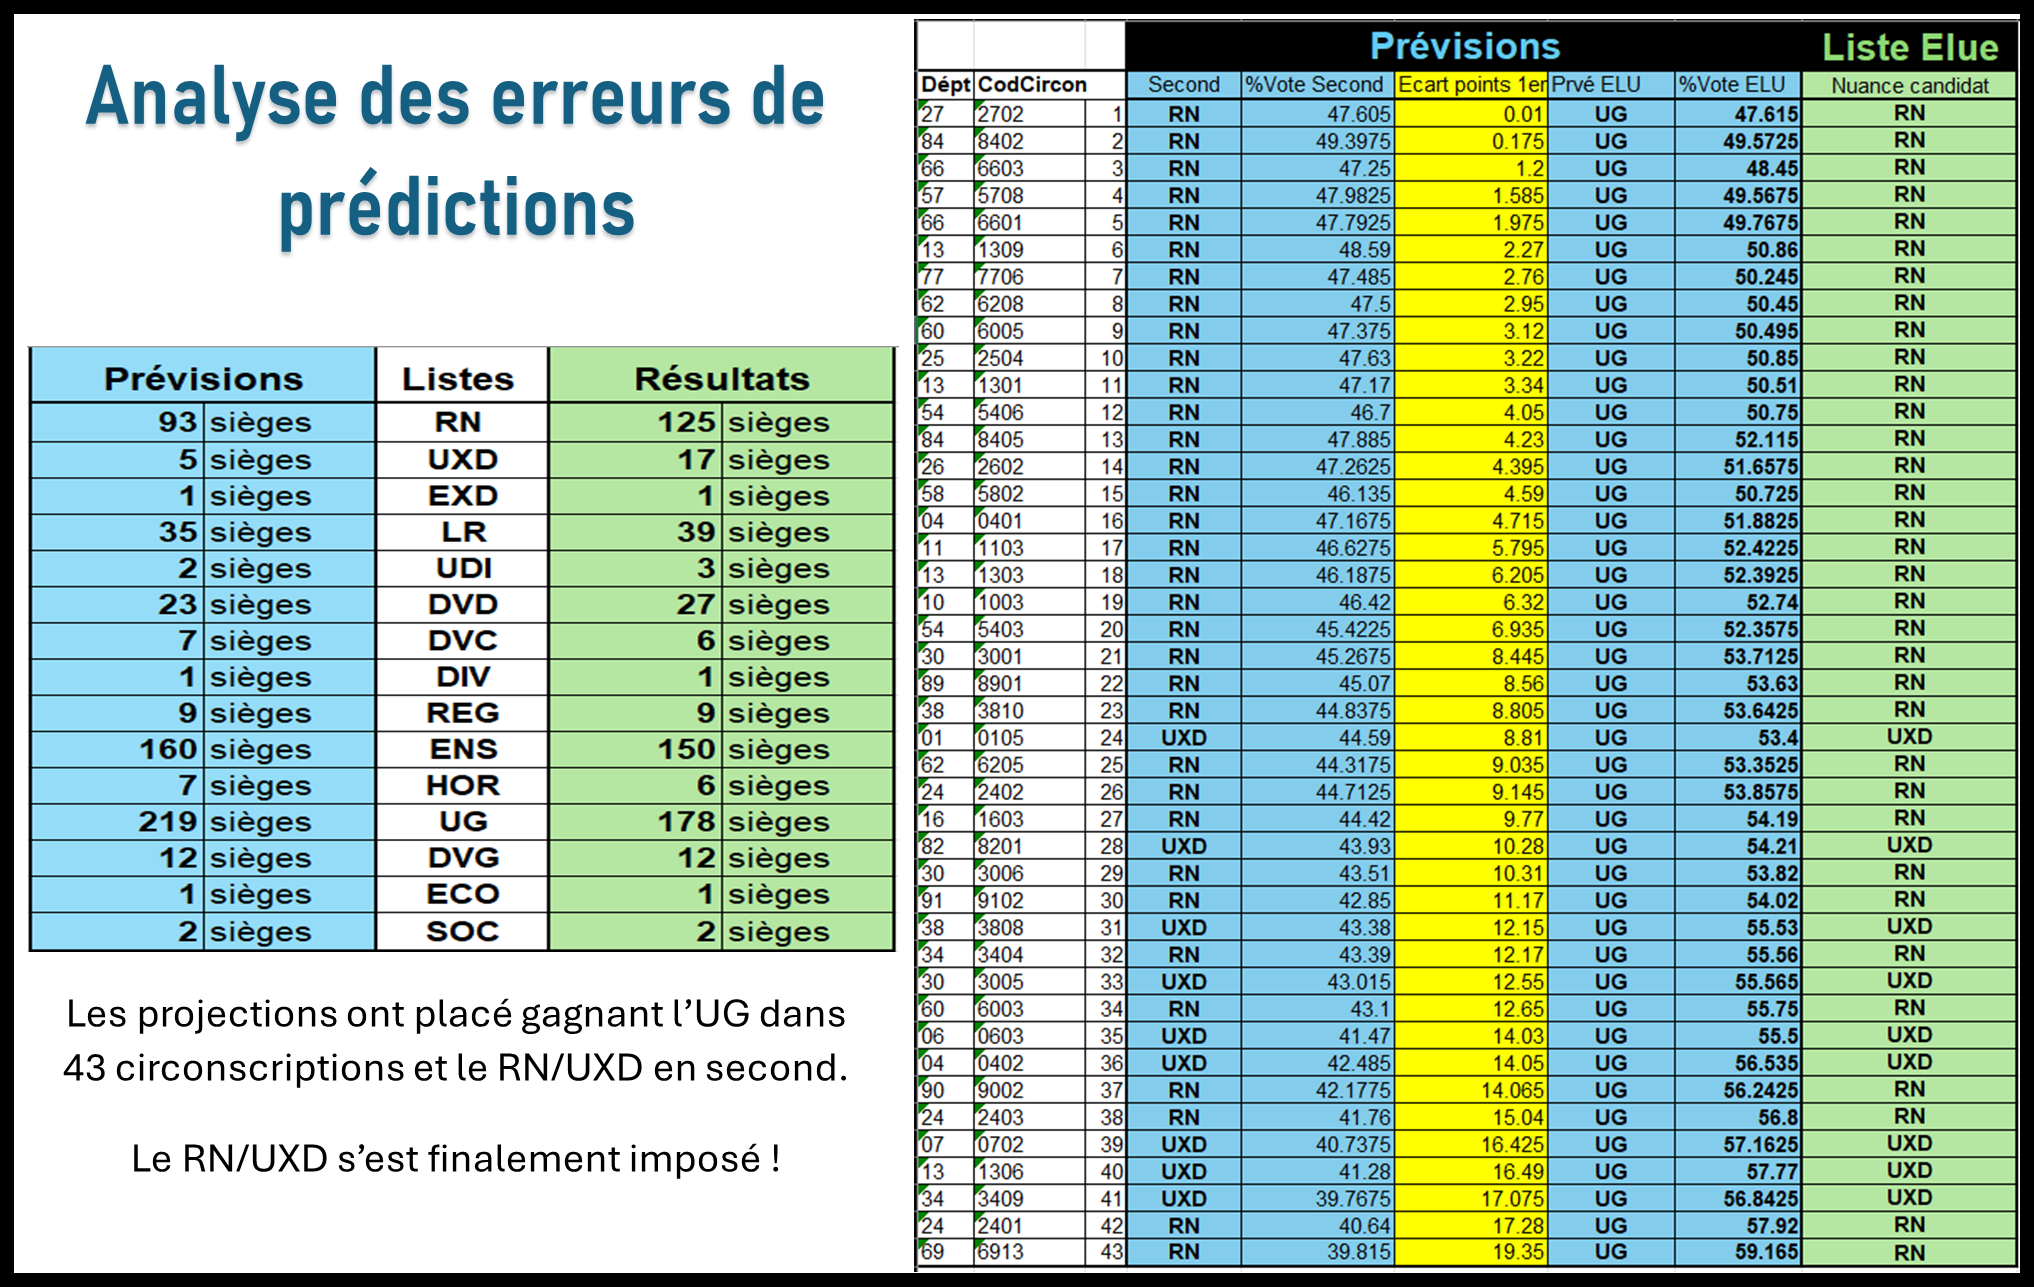 Analyse des erreurs de
prédictions
Prévisions Listes Résultats
93 sièges RN 125 sièges
5 sièges UXD 17 sièges
1 sièges EXD 1 sièges
35 sièges LR 39 sièges
2 sièges UDI 3 sièges
23 sièges DVD 27 sièges
7 sièges DVC 6 sièges
1 sièges DIV 1 sièges
9 sièges REG 9 sièges
160 sièges ENS 150 sièges
7 sièges HOR 6 sièges
219 sièges UG 178 sièges
12 sièges DVG 12 sièges
1 sièges ECO 1 sièges
2 sièges SOC 2 sièges
Les projections ont placé gagnant l’UG dans
43 circonscriptions et le RN/UXD en second.
Le RN/UXD s’est finalement imposé !
Prévisions Liste Elue
Dépt CodCircon Second %Vote Second Ecart points 1er Prvé ELU %Vote ELU Nuance candidat
27 2702 1 RN 47.605 0.01 UG 47.615 RN
84 8402 2 RN 49.3975 0.175 UG 49.5725 RN
66 6603 3 RN 47.25 1.2 UG 48.45 RN
57 5708 4 RN 47.9825 1.585 UG 49.5675 RN
66 6601 5 RN 47.7925 1.975 UG 49.7675 RN
13 1309 6 RN 48.59 2.27 UG 50.86 RN
77 7706 7 RN 47.485 2.76 UG 50.245 RN
62 6208 8 RN 47.5 2.95 UG 50.45 RN
60 6005 9 RN 47.375 3.12 UG 50.495 RN
25 2504 10 RN 47.63 3.22 UG 50.85 RN
13 1301 11 RN 47.17 3.34 UG 50.51 RN
54 5406 12 RN 46.7 4.05 UG 50.75 RN
84 8405 13 RN 47.885 4.23 UG 52.115 RN
26 2602 14 RN 47.2625 4.395 UG 51.6575 RN
58 5802 15 RN 46.135 4.59 UG 50.725 RN
04 0401 16 RN 47.1675 4.715 UG 51.8825 RN
11 1103 17 RN 46.6275 5.795 UG 52.4225 RN
13 1303 18 RN 46.1875 6.205 UG 52.3925 RN
10 1003 19 RN 46.42 6.32 UG 52.74 RN
54 5403 20 RN 45.4225 6.935 UG 52.3575 RN
30 3001 21 RN 45.2675 8.445 UG 53.7125 RN
89 8901 22 RN 45.07 8.56 UG 53.63 RN
38 3810 23 RN 44.8375 8.805 UG 53.6425 RN
01 0105 24 UXD 44.59 8.81 UG 53.4 UXD
62 6205 25 RN 44.3175 9.035 UG 53.3525 RN
24 2402 26 RN 44.7125 9.145 UG 53.8575 RN
16 1603 27 RN 44.42 9.77 UG 54.19 RN
82 8201 28 UXD 43.93 10.28 UG 54.21 UXD
30 3006 29 RN 43.51 10.31 UG 53.82 RN
91 9102 30 RN 42.85 11.17 UG 54.02 RN
38 3808 31 UXD 43.38 12.15 UG 55.53 UXD
34 3404 32 RN 43.39 12.17 UG 55.56 RN
30 3005 33 UXD 43.015 12.55 UG 55.565 UXD
60 6003 34 RN 43.1 12.65 UG 55.75 RN
06 0603 35 UXD 41.47 14.03 UG 55.5 UXD
04 0402 36 UXD 42.485 14.05 UG 56.535 UXD
90 9002 37 RN 42.1775 14.065 UG 56.2425 RN
24 2403 38 RN 41.76 15.04 UG 56.8 RN
07 0702 39 UXD 40.7375 16.425 UG 57.1625 UXD
13 1306 40 UXD 41.28 16.49 UG 57.77 UXD
34 3409 41 UXD 39.7675 17.075 UG 56.8425 UXD
24 2401 42 RN 40.64 17.28 UG 57.92 RN
69 6913 43 RN 39.815 19.35 UG 59.165 RN